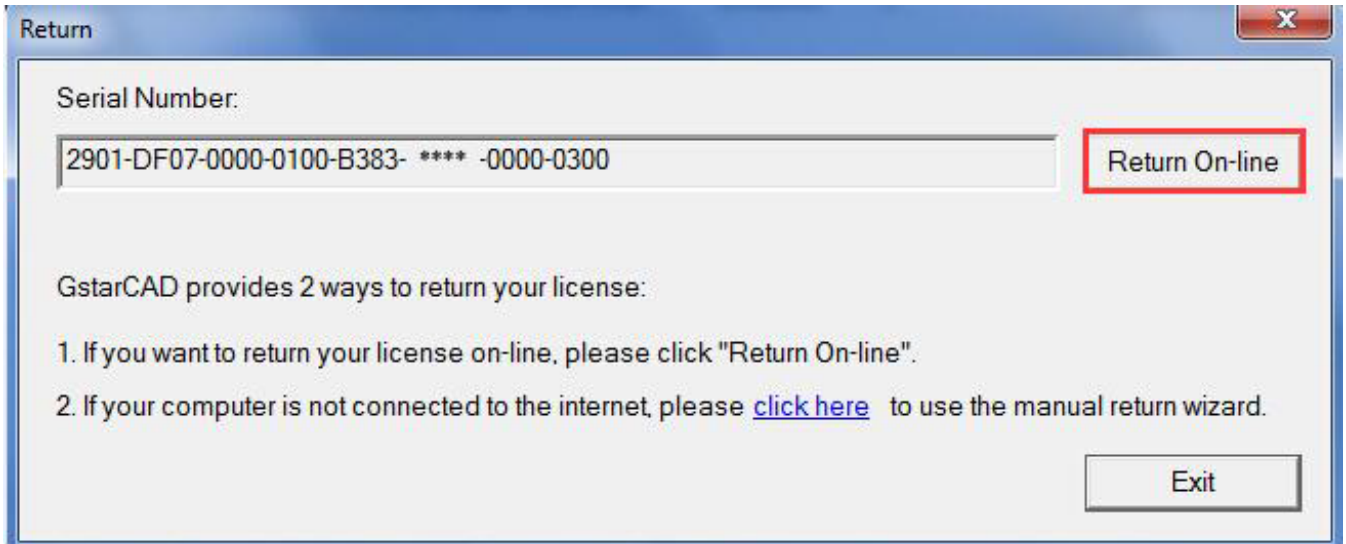 Return
Serial Number:
2901-DF07-0000-0100-B383- **** -0000-0300
Return On-line
GstarCAD provides 2 ways to return your license:
1. If you want to return your license on-line, please click "Return On-line".
2. If your computer is not connected to the internet, please click here to use the manual return wizard.
Exit